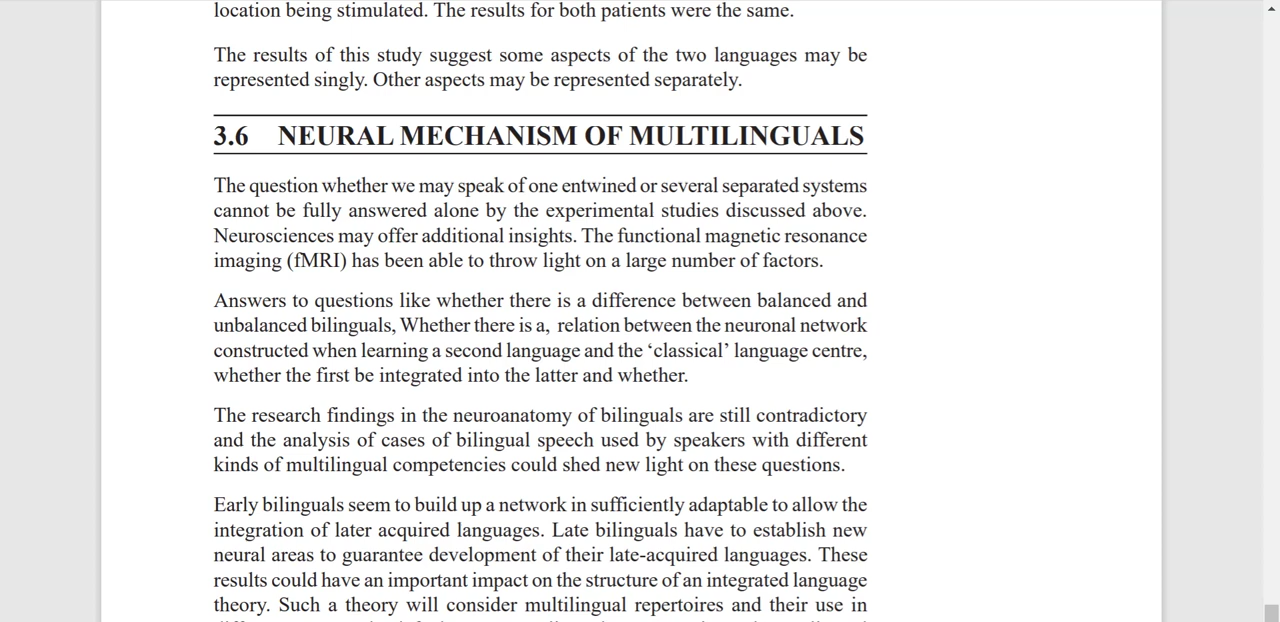 location being stimulated. The results for both patients were the same.
The results of this study suggest some aspects of the two languages may be
represented singly. Other aspects may be represented separately.
3.6 NEURAL MECHANISM OF MULTILINGUALS
The question whether we may speak of one entwined or several separated systems
cannot be fully answered alone by the experimental studies discussed above.
Neurosciences may offer additional insights. The functional magnetic resonance
imaging (fMRI) has been able to throw light on a large number of factors.
Answers to questions like whether there is a difference between balanced and
unbalanced bilinguals, Whether there is a, relation between the neuronal network
constructed when learning a second language and the ‘classical’ language centre,
whether the first be integrated into the latter and whether.
The research findings in the neuroanatomy of bilinguals are still contradictory
and the analysis of cases of bilingual speech used by speakers with different
kinds of multilingual competencies could shed new light on these questions.
Early bilinguals seem to build up a network in sufficiently adaptable to allow the
integration of later acquired languages. Late bilinguals have to establish new
neural areas to guarantee development of their late-acquired languages. These
results could have an important impact on the structure of an integrated language
theory. Such a theory will consider multilingual repertoires and their use in